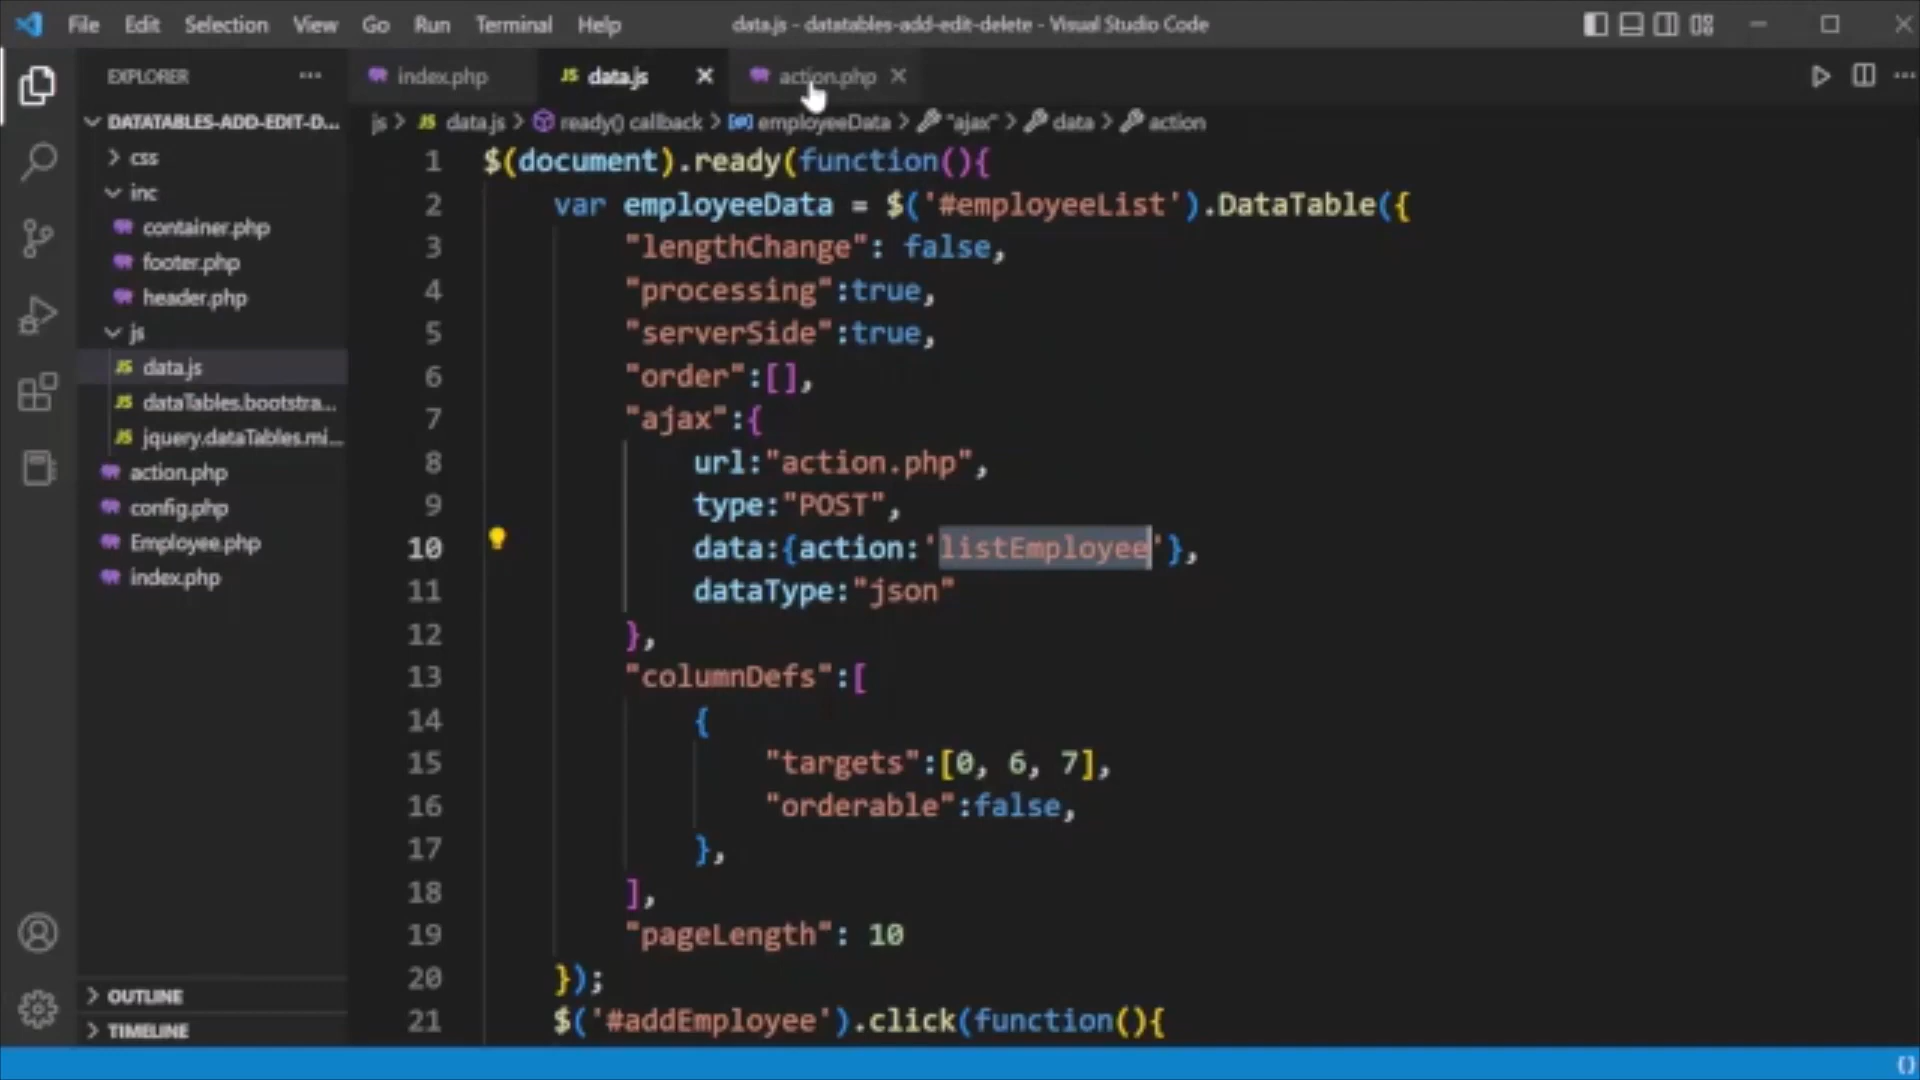 File Edit Selection View Go Run Terminal Help data.js - datatables-add-edit-delete - Visual Studio Code
EXPLORER ···
index.php
JS data.js
action.php
DATATABLES-ADD-EDIT-D...
js > JS data.js > ready() callback > employeeData > "ajax" > data > action
css
inc
container.php
footer.php
header.php
js
JS data.js
JS dataTables.bootstra...
JS jquery.dataTables.mi...
action.php
config.php
Employee.php
index.php
OUTLINE
TIMELINE
1 $(document).ready(function(){
2 var employeeData = $('#employeeList').DataTable({
3 "lengthChange": false,
4 "processing":true,
5 "serverSide":true,
6 "order":[],
7 "ajax":{
8 url:"action.php",
9 type:"POST",
10 data:{action:'listEmployee'},
11 dataType:"json"
12 },
13 "columnDefs":[
14 {
15 "targets":[0, 6, 7],
16 "orderable":false,
17 },
18 ],
19 "pageLength": 10
20 });
21 $('#addEmployee').click(function(){